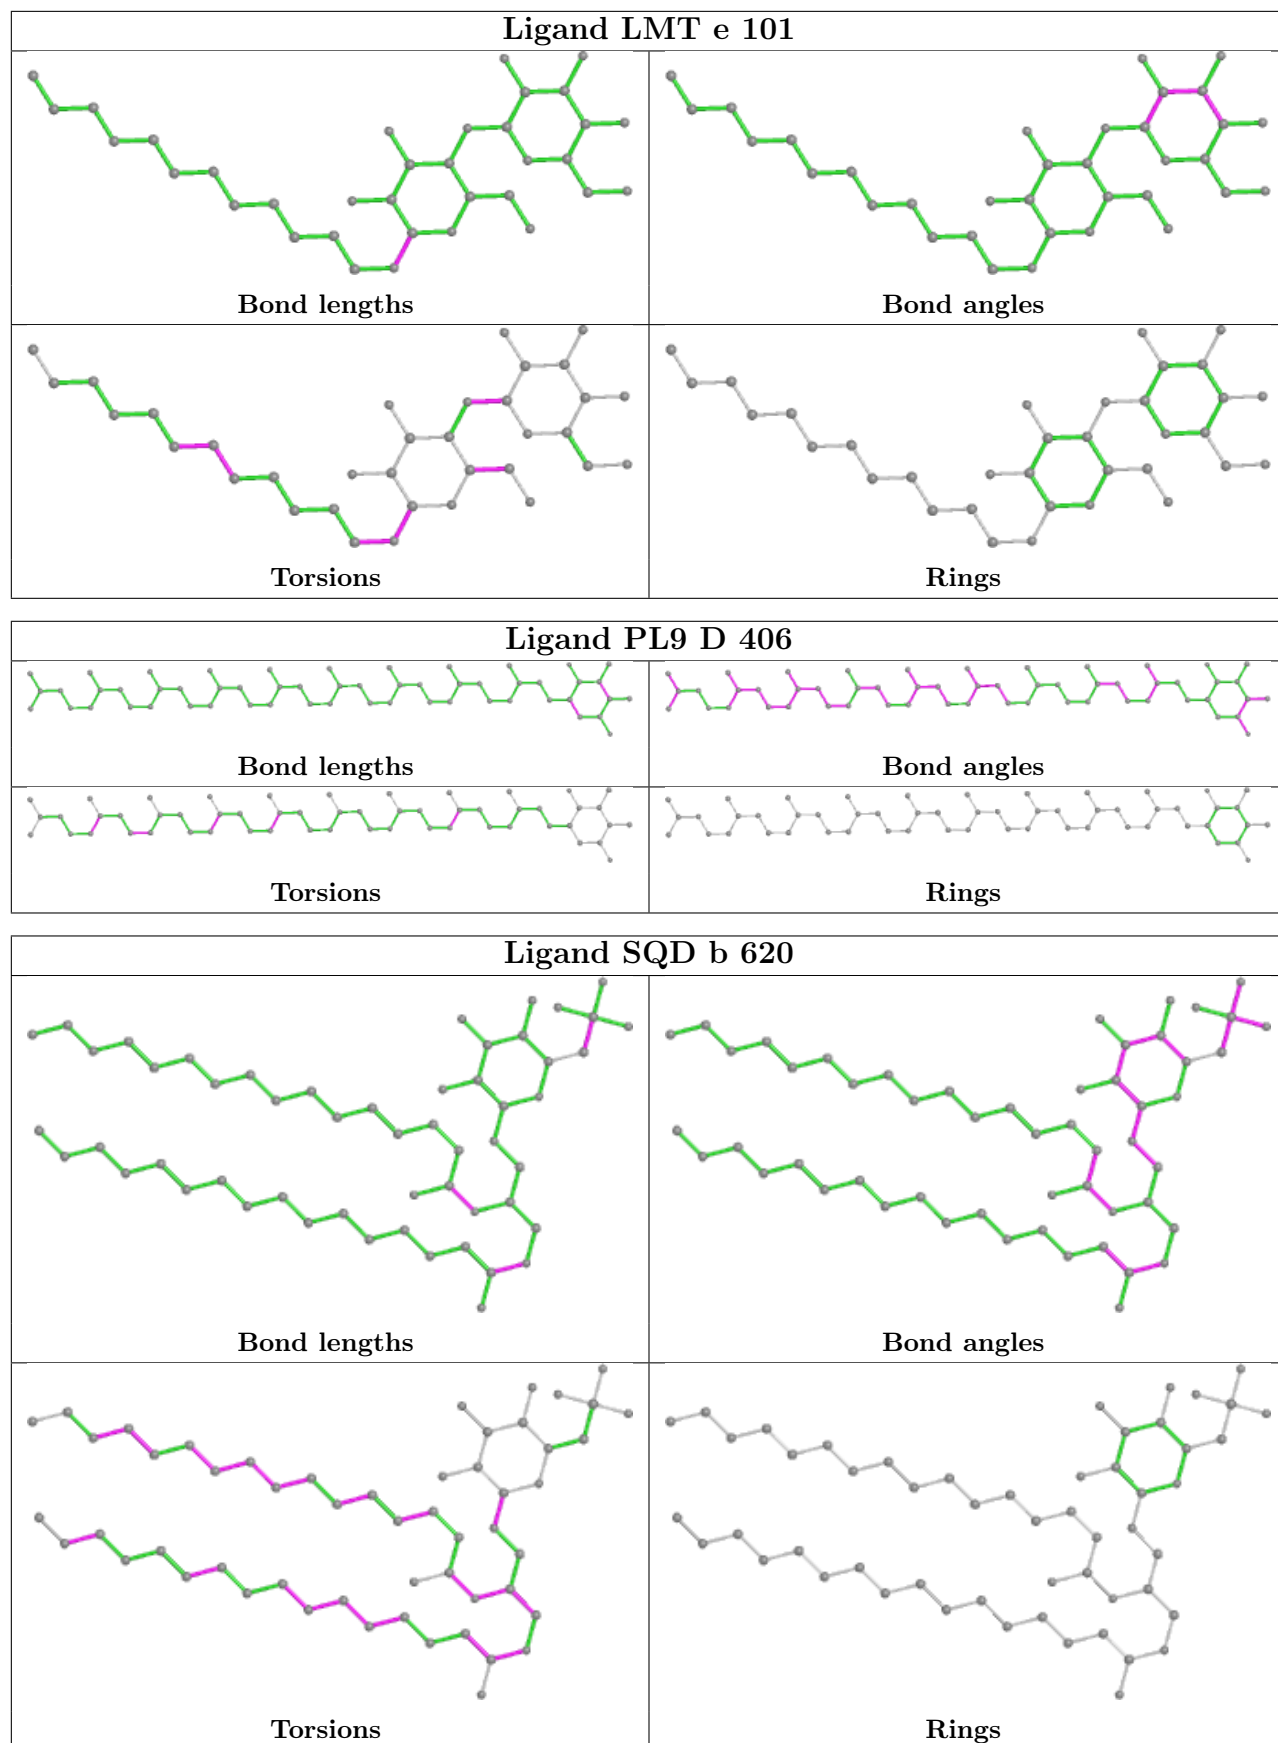 Ligand LMT e 101
Bond lengths
Bond angles
Torsions
Rings
Ligand PL9 D 406
Bond lengths
Bond angles
Torsions
Rings
Ligand SQD b 620
Bond lengths
Bond angles
Torsions
Rings